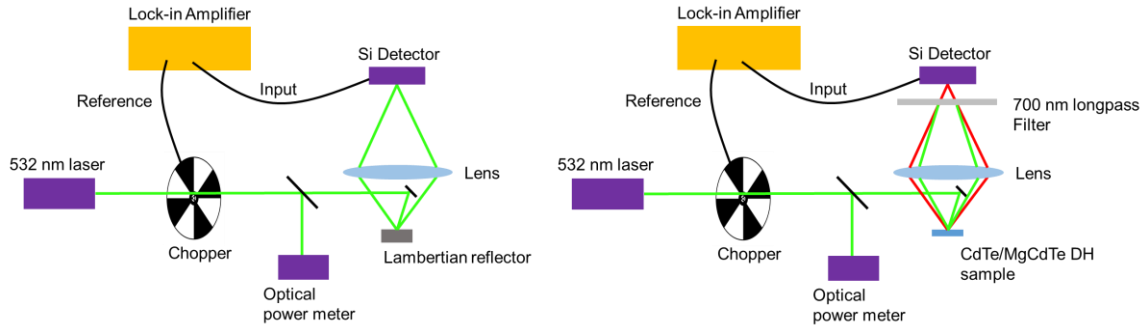 Lock-in Amplifier
Si Detector
Input
Reference
532 nm laser
Lens
Chopper
Lambertian reflector
Optical
power meter
Lock-in Amplifier
Si Detector
Input
Reference
700 nm longpass
Filter
532 nm laser
Lens
Chopper
CdTe/MgCdTe DH
sample
Optical
power meter